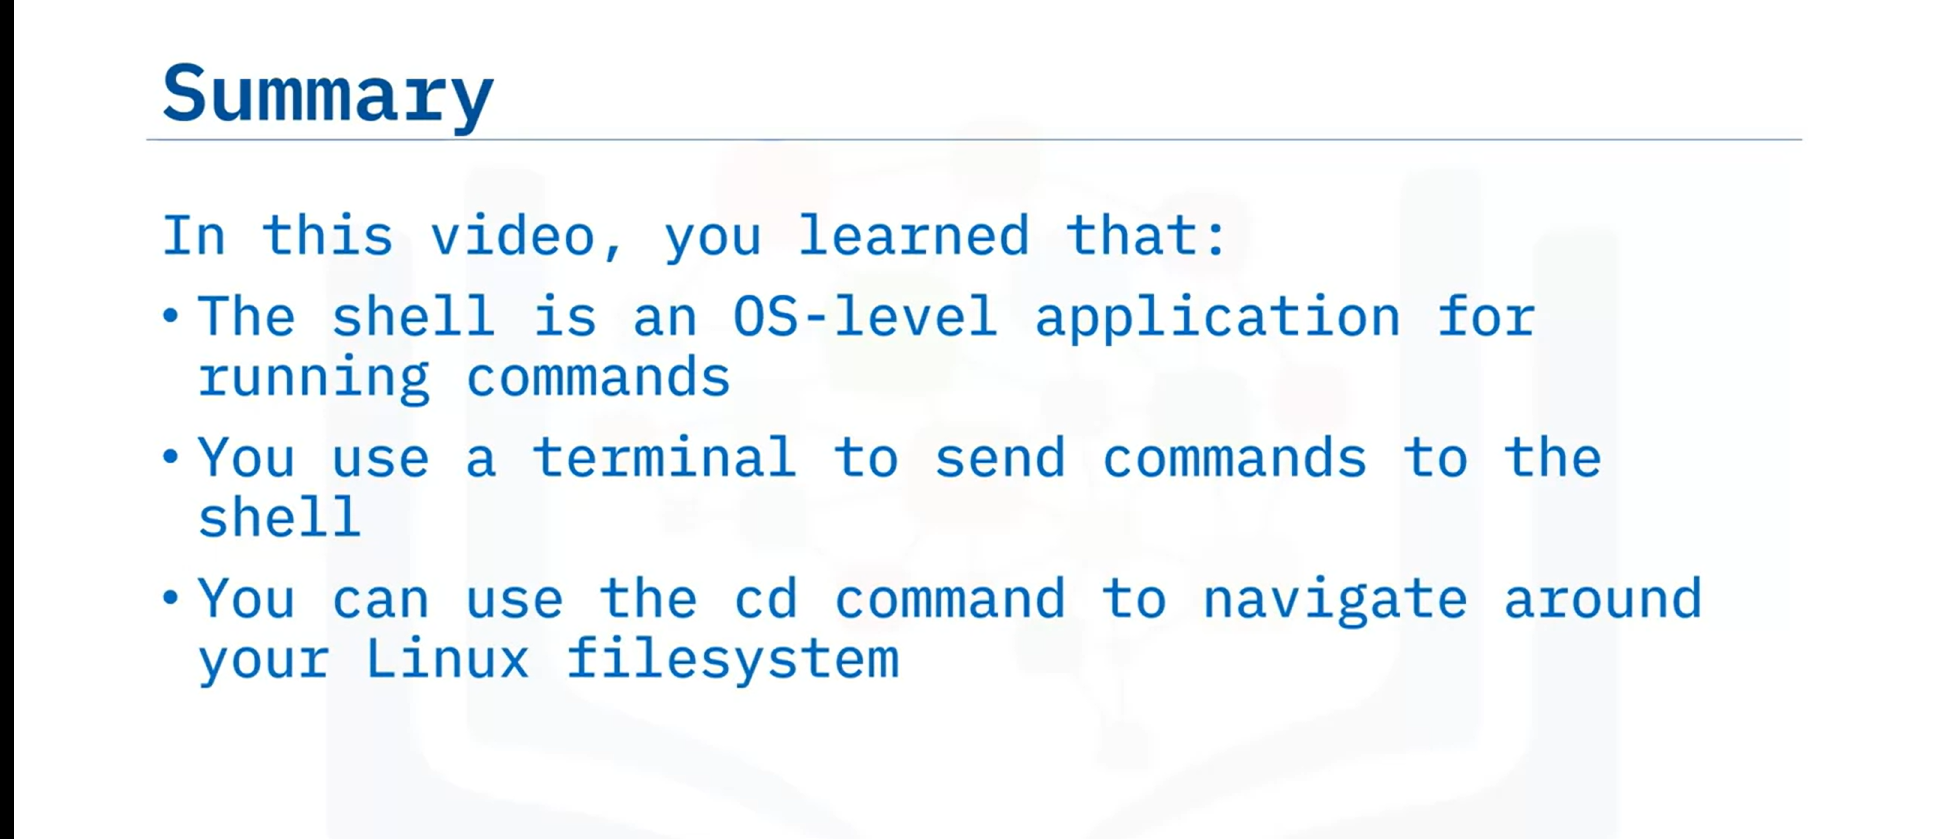 Summary
In this video, you learned that:
• The shell is an OS-level application for
running commands
• You use a terminal to send commands to the
shell
• You can use the cd command to navigate around
your Linux filesystem